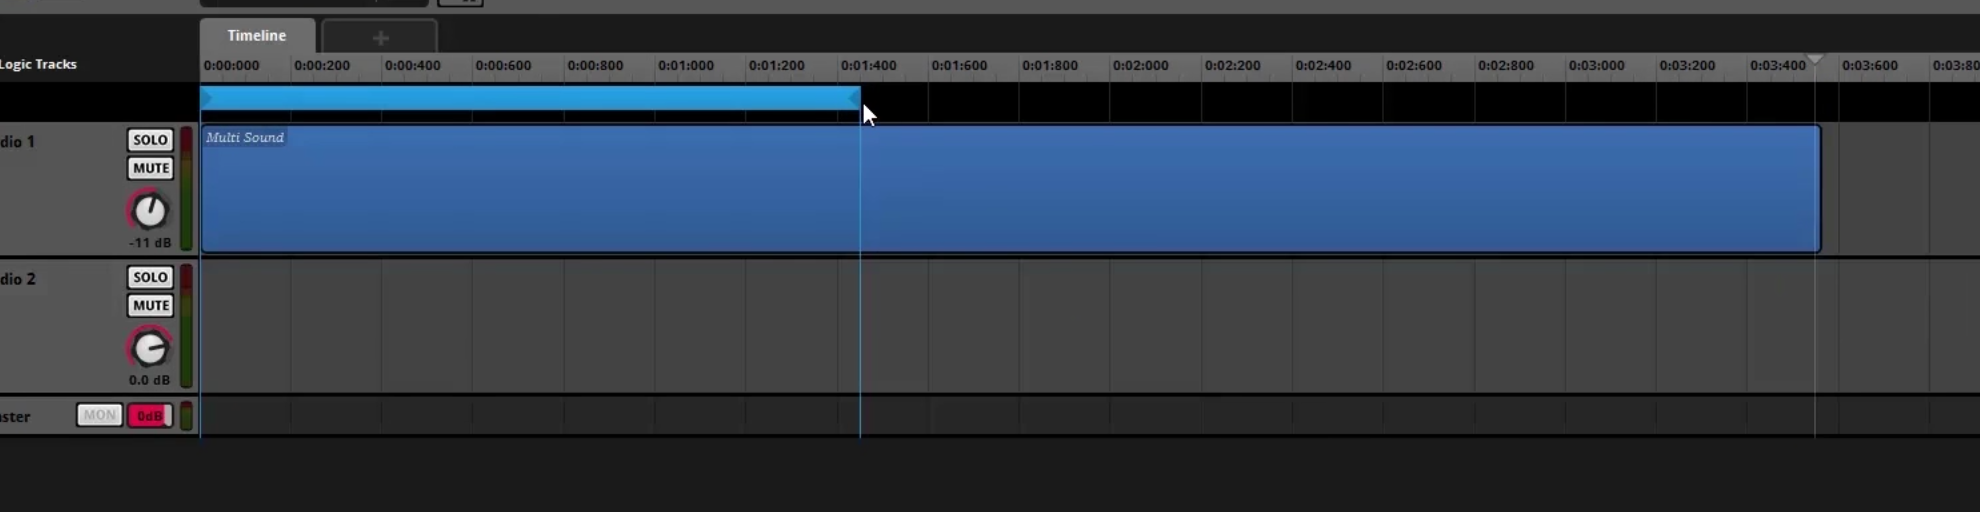 Timeline +
Logic Tracks 0:00:000 0:00:200 0:00:400 0:00:600 0:00:800 0:01:000 0:01:200 0:01:400 0:01:600 0:01:800 0:02:000 0:02:200 0:02:400 0:02:600 0:02:800 0:03:000 0:03:200 0:03:400 0:03:600 0:03:80
dio 1 SOLO Multi Sound
MUTE
-11 dB
dio 2 SOLO
MUTE
0.0 dB
ster MON 0dB